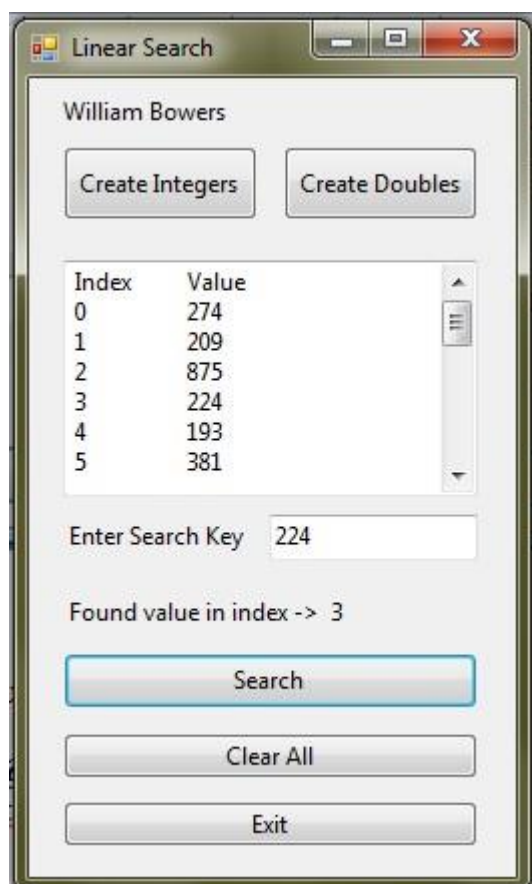 Linear Search
William Bowers
Create Integers Create Doubles
Index Value
0 274
1 209
2 875
3 224
4 193
5 381
Enter Search Key 224
Found value in index -> 3
Search
Clear All
Exit